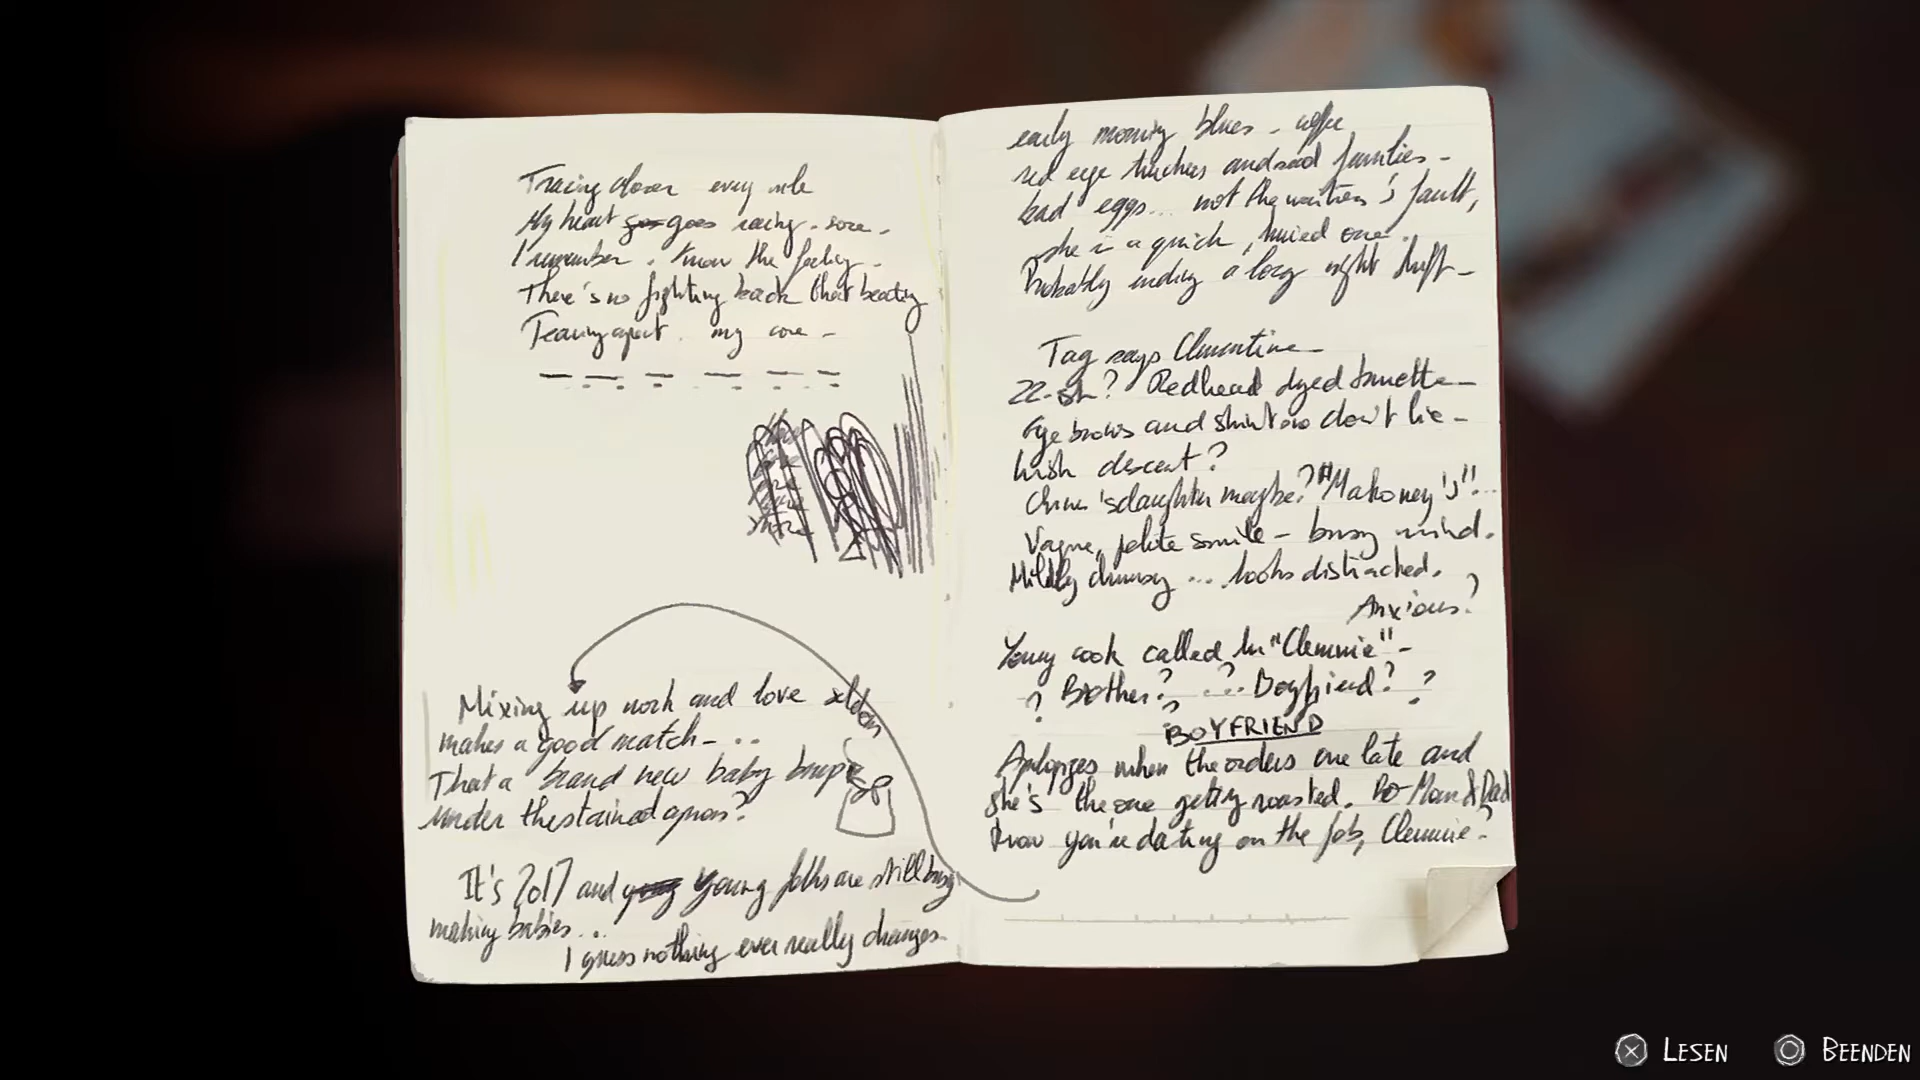 Tracing closer every mile
My heart goes goes racing. sore.
I remember. Know the feeling.
There's no fighting back that beating
Tearing apart. my core -
Mixing up work and love seldom
makes a good match - ...
That a brand new baby bump
under the stained apron?
It's 2017 and young young folks are still busy
making babies...
I guess nothing ever really changes.
early morning blues - coffee
red eye truckers and sad families -
bad eggs... not the waitress's fault,
she is a quick, one.
Probably ending a long night shift -
Tag says Clementine -
22-ish? Redhead dyed brunette -
Eyebrows and skin too don't lie -
Irish descent?
Owner's daughter maybe? "Mahoney's"...
Vague, polite smile - busy mind.
Mildly clumsy... looks distracted.
Anxious?
Young cook called her "Clemmie" -
? Brother? ...? Boyfriend? ?
BOYFRIEND
Apologizes when the orders are late and
she's the one getting roasted. Do Mom & Dad
know you're dating on the job, Clemmie?
LESEN
BEENDEN